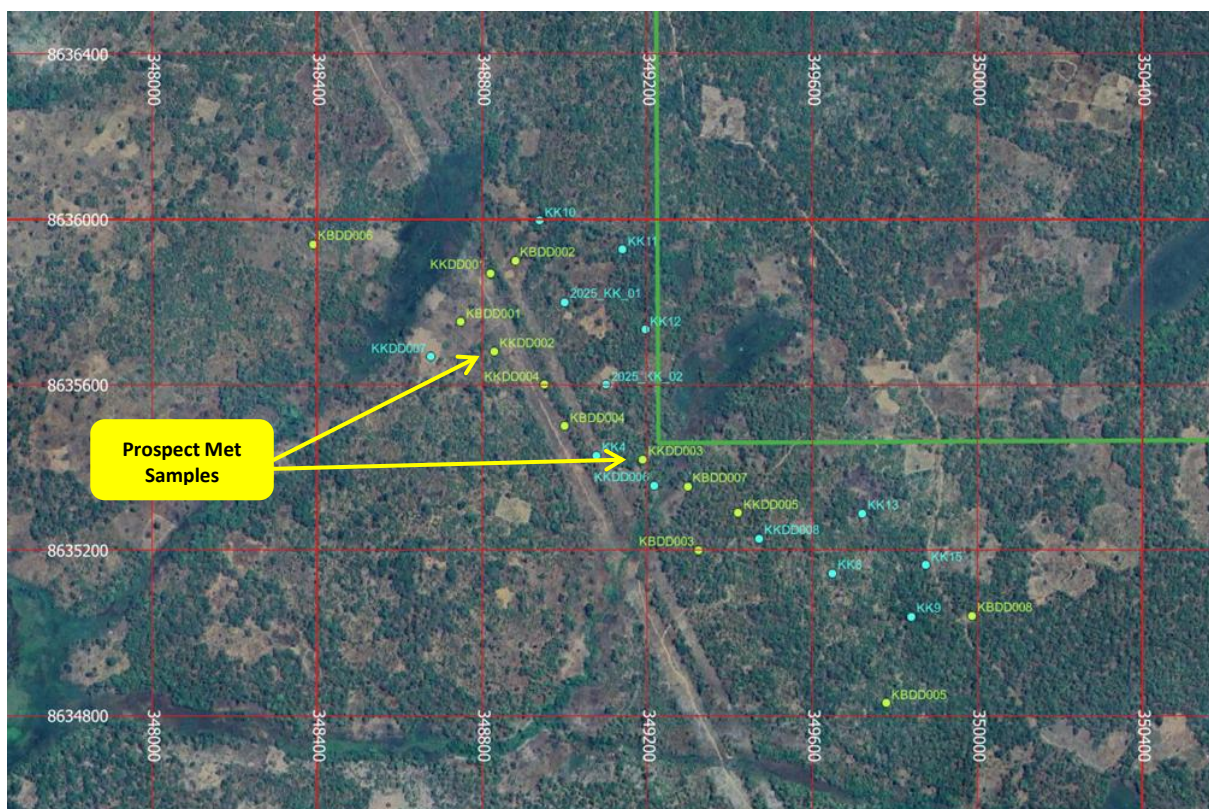 348000
348400
348800
349200
349600
350000
350400
8636400
8636000
KK10
KBDD006
KK11
KBDD002
KKDD001
2025_KK_01
KBDD001
KK12
KKDD002
KKDD007
KKDD004
2025_KK_02
8635600
KBDD004
Prospect Met
Samples
KK4
KKDD003
KKDD006
KBDD007
KKDD005
KK13
KKDD008
KBDD003
8635200
KK8
KK15
KK9
KBDD008
KBDD005
8634800
348000
348400
348800
349200
349600
350000
350400